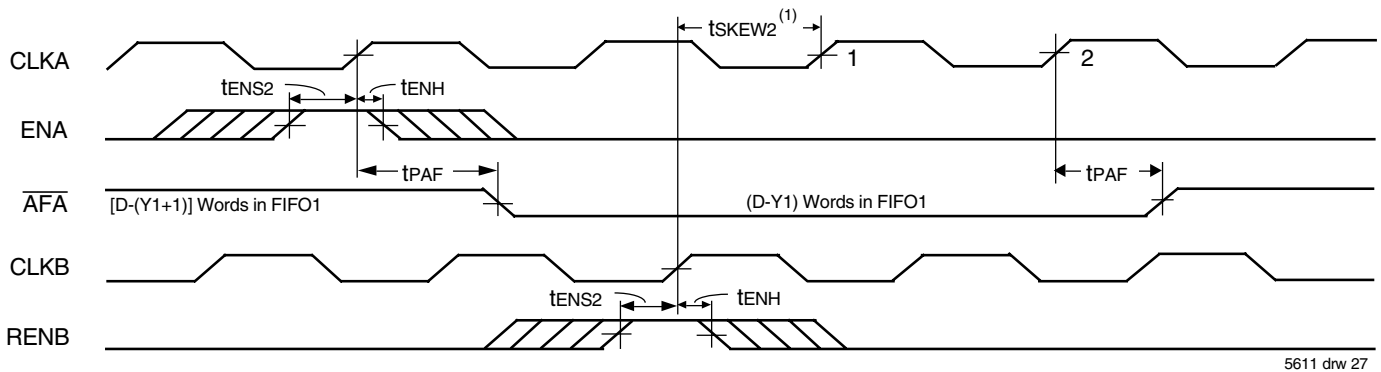 tSKEW2 (1)
CLKA
1
2
tENS2
tENH
ENA
tPAF
tPAF
AFA
[D-(Y1+1)] Words in FIFO1
(D-Y1) Words in FIFO1
CLKB
tENS2
tENH
RENB
5611 drw 27